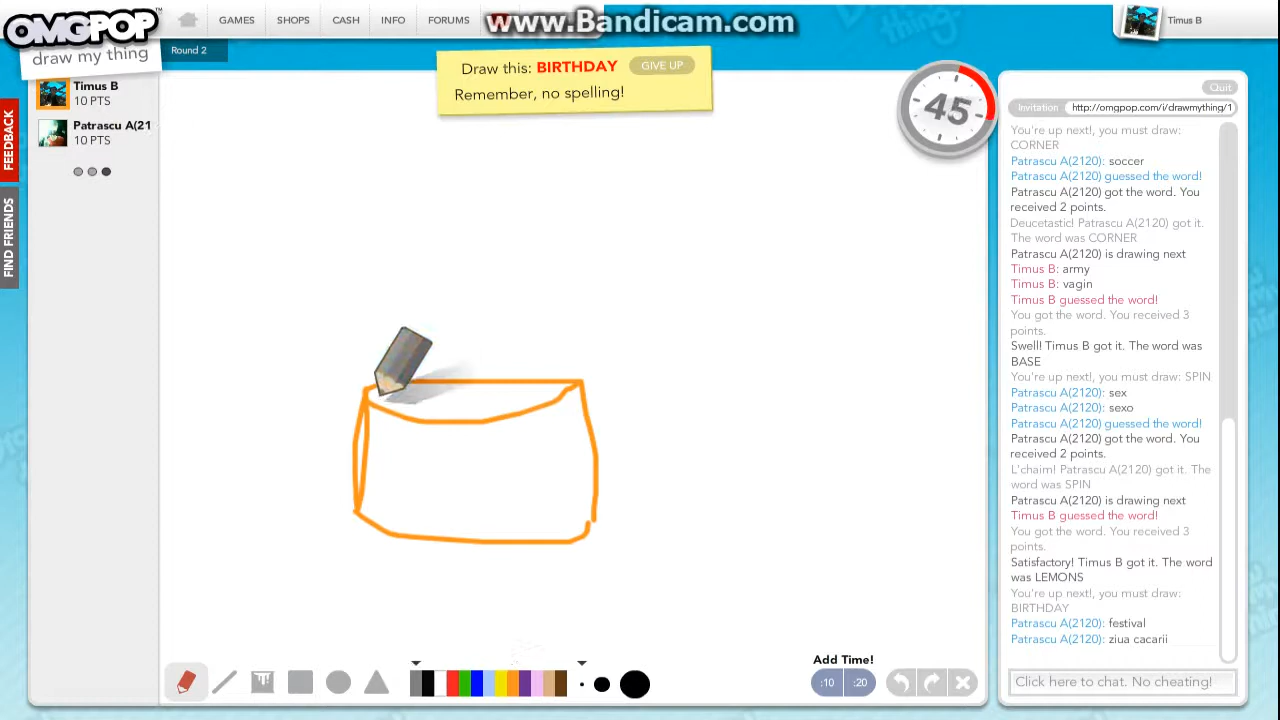 www.Bandicam.com
OMGPOP™
draw my thing
GAMES
SHOPS
CASH
INFO
FORUMS
Timus B
Round 2
Draw this: BIRTHDAY
GIVE UP
Remember, no spelling!
45
FEEDBACK
FIND FRIENDS
Timus B
10 PTS
Patrascu A(21
10 PTS
Quit
Invitation
http://omgpop.com/i/drawmything/1
You're up next!, you must draw:
CORNER
Patrascu A(2120): soccer
Patrascu A(2120) guessed the word!
Patrascu A(2120) got the word. You
received 2 points.
Deucetastic! Patrascu A(2120) got it.
The word was CORNER
Patrascu A(2120) is drawing next
Timus B: army
Timus B: vagin
Timus B guessed the word!
You got the word. You received 3
points.
Swell! Timus B got it. The word was
BASE
You're up next!, you must draw: SPIN
Patrascu A(2120): sex
Patrascu A(2120): sexo
Patrascu A(2120) guessed the word!
Patrascu A(2120) got the word. You
received 2 points.
L'chaim! Patrascu A(2120) got it. The
word was SPIN
Patrascu A(2120) is drawing next
Timus B guessed the word!
You got the word. You received 3
points.
Satisfactory! Timus B got it. The word
was LEMONS
You're up next!, you must draw:
BIRTHDAY
Patrascu A(2120): festival
Patrascu A(2120): ziua cacarii
Add Time!
:10
:20
Click here to chat. No cheating!